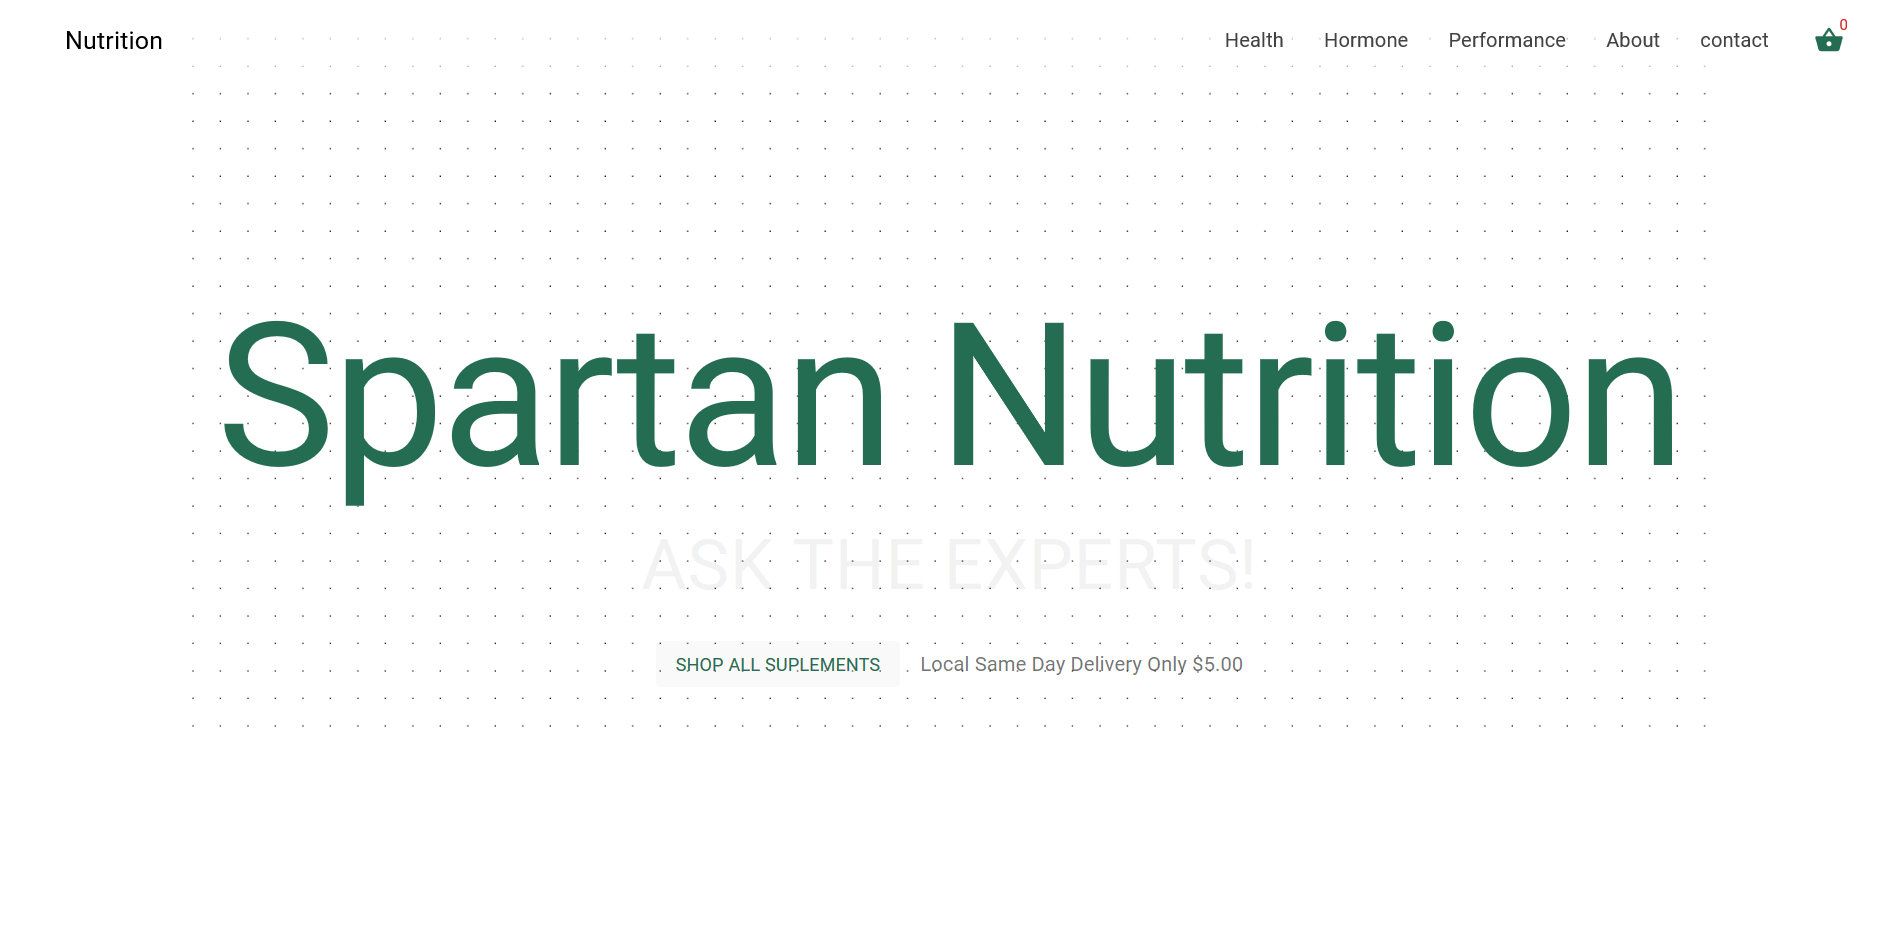 Nutrition
Health Hormone Performance About contact 0
Spartan Nutrition
ASK THE EXPERTS!
SHOP ALL SUPLEMENTS Local Same Day Delivery Only $5.00